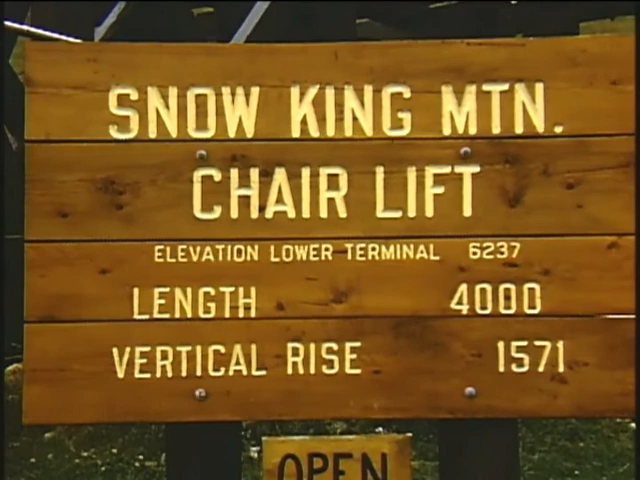 SNOW KING MTN.
CHAIR LIFT
ELEVATION LOWER TERMINAL 6237
LENGTH 4000
VERTICAL RISE 1571
OPEN